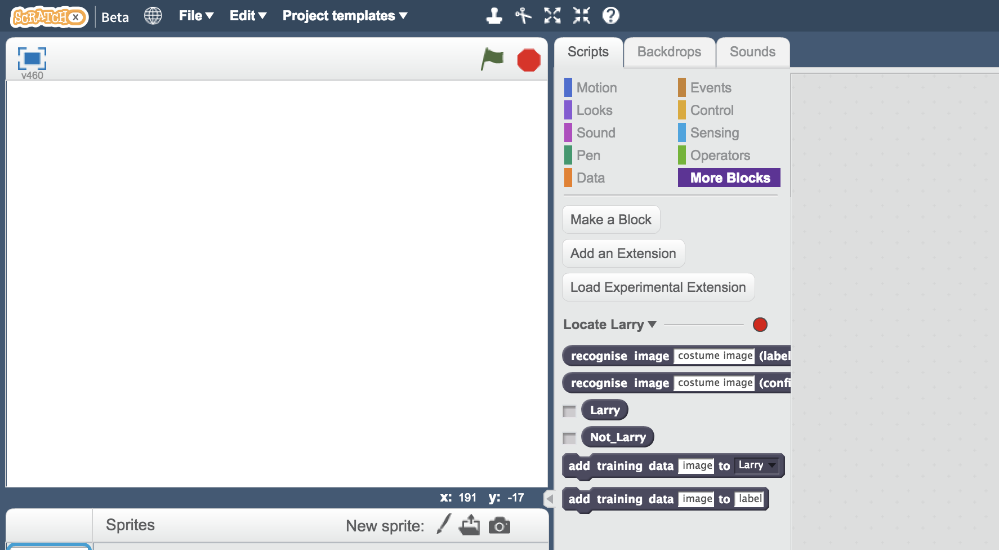 SCRATCH X Beta File Edit Project templates
v460
Scripts Backdrops Sounds
Motion Events
Looks Control
Sound Sensing
Pen Operators
Data More Blocks
Make a Block
Add an Extension
Load Experimental Extension
Locate Larry
recognise image costume image (label
recognise image costume image (confi
Larry
Not_Larry
add training data image to Larry
add training data image to label
x: 191 y: -17
Sprites New sprite: